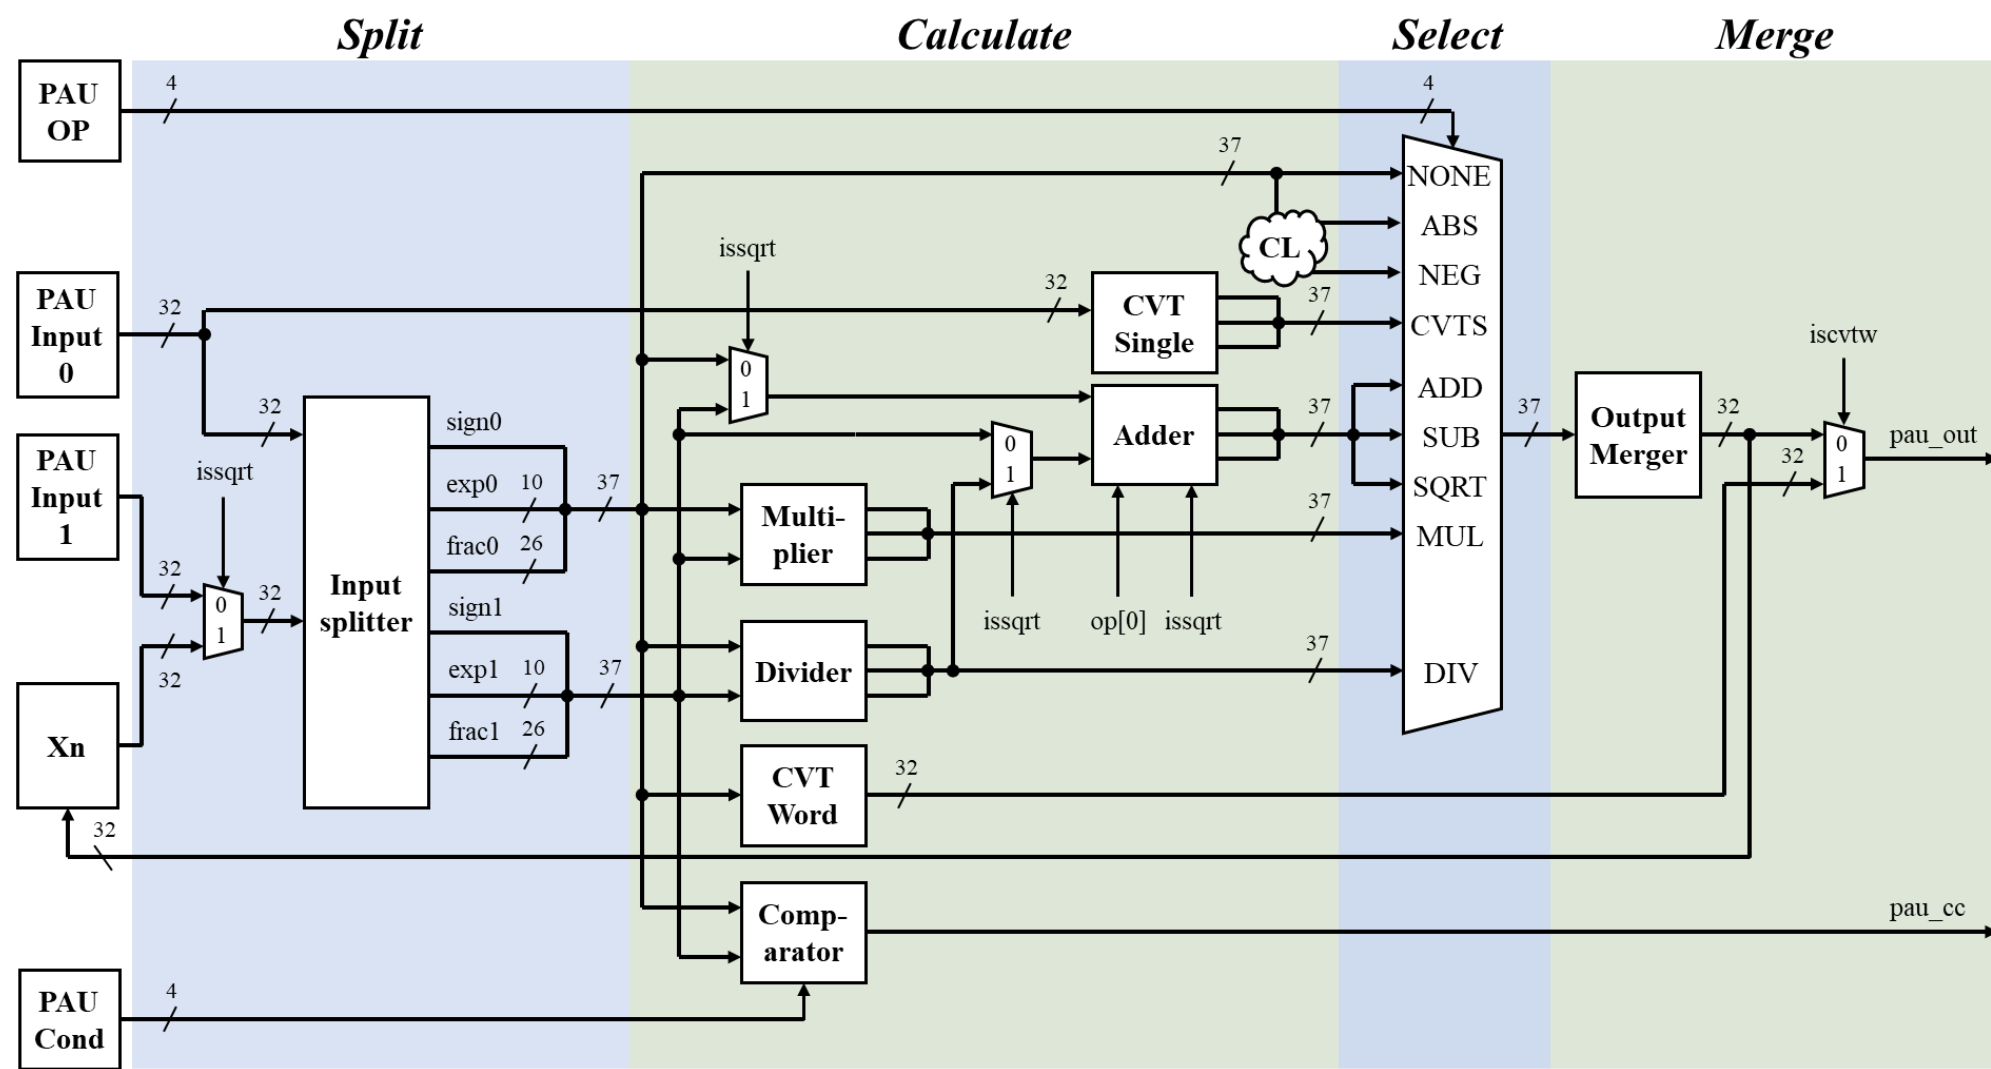 Split
Calculate
Select
Merge
PAU
OP
4
4
37
NONE
ABS
CL
NEG
issqrt
PAU
Input
0
32
32
CVT
Single
37
CVTS
iscvtw
0
1
32
sign0
ADD
Adder
37
SUB
37
Output
Merger
32
0
1
pau_out
PAU
Input
1
issqrt
0
1
exp0
10
37
32
SQRT
Multi-
plier
37
MUL
frac0
26
32
32
Input
splitter
0
1
sign1
issqrt
op[0]
issqrt
32
exp1
10
37
Divider
37
DIV
Xn
frac1
26
CVT
Word
32
32
Comp-
arator
pau_cc
PAU
Cond
4